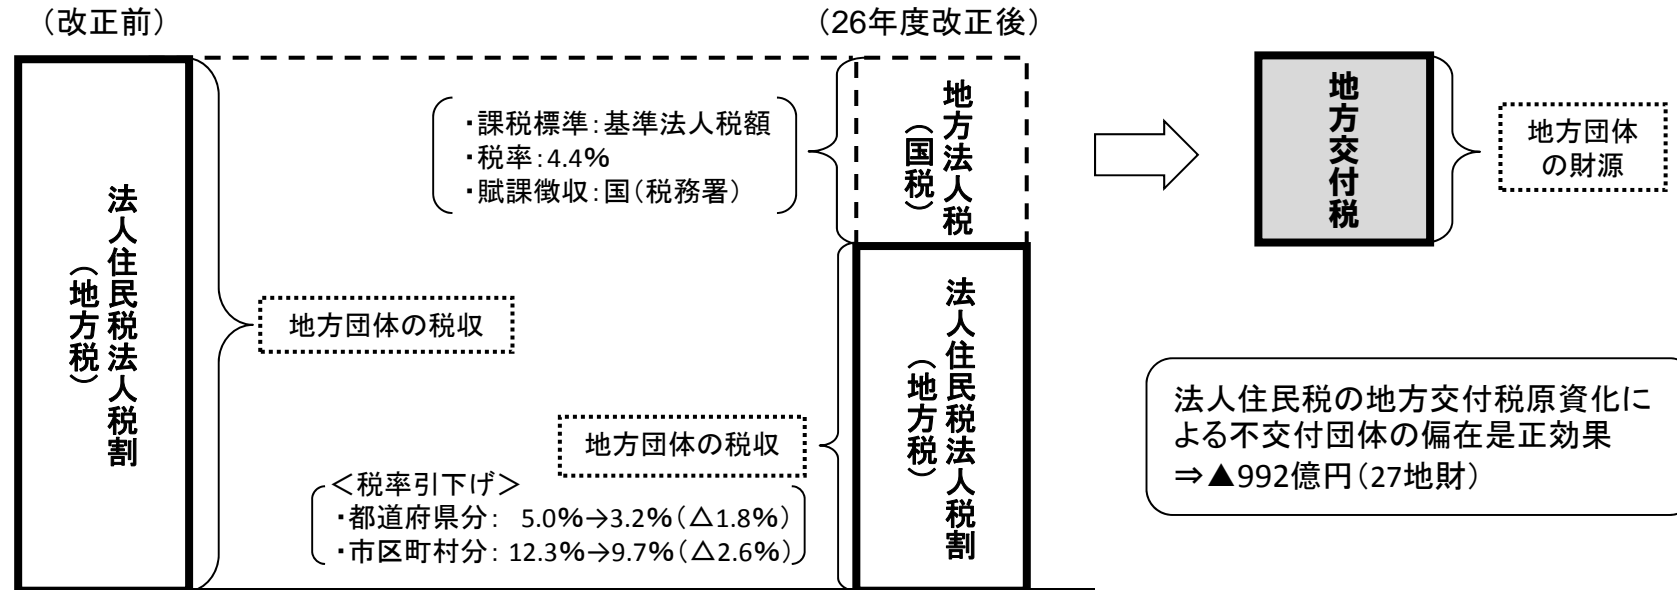 （改正前）
（26年度改正後）
法人住民税法人税割
（地方税）
地方団体の税収
・課税標準：基準法人税額
・税率：4.4％
・賦課徴収：国（税務署）
地方法人税
（国税）
地方団体の税収
＜税率引下げ＞
・都道府県分： 5.0％→3.2％（△1.8％）
・市区町村分： 12.3％→9.7％（△2.6％）
法人住民税法人税割
（地方税）
地方交付税
地方団体
の財源
法人住民税の地方交付税原資化に
よる不交付団体の偏在是正効果
⇒▲992億円（27地財）